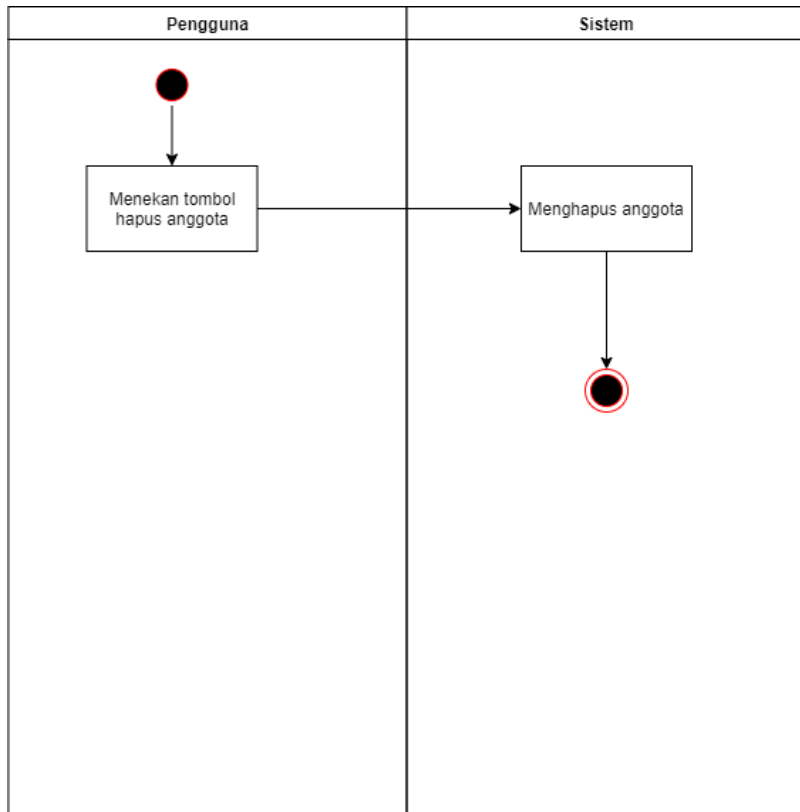 Pengguna
Sistem
Menekan tombol
hapus anggota
Menghapus anggota